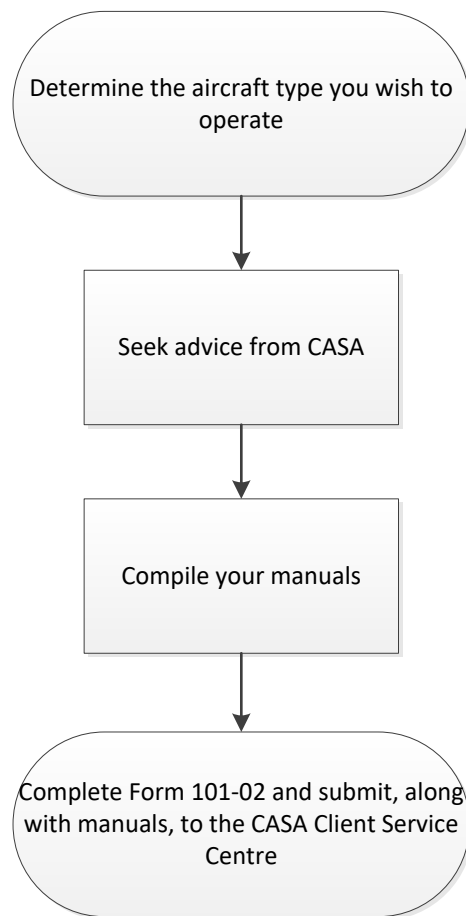 Determine the aircraft type you wish to
operate
Seek advice from CASA
Compile your manuals
Complete Form 101-02 and submit, along
with manuals, to the CASA Client Service
Centre